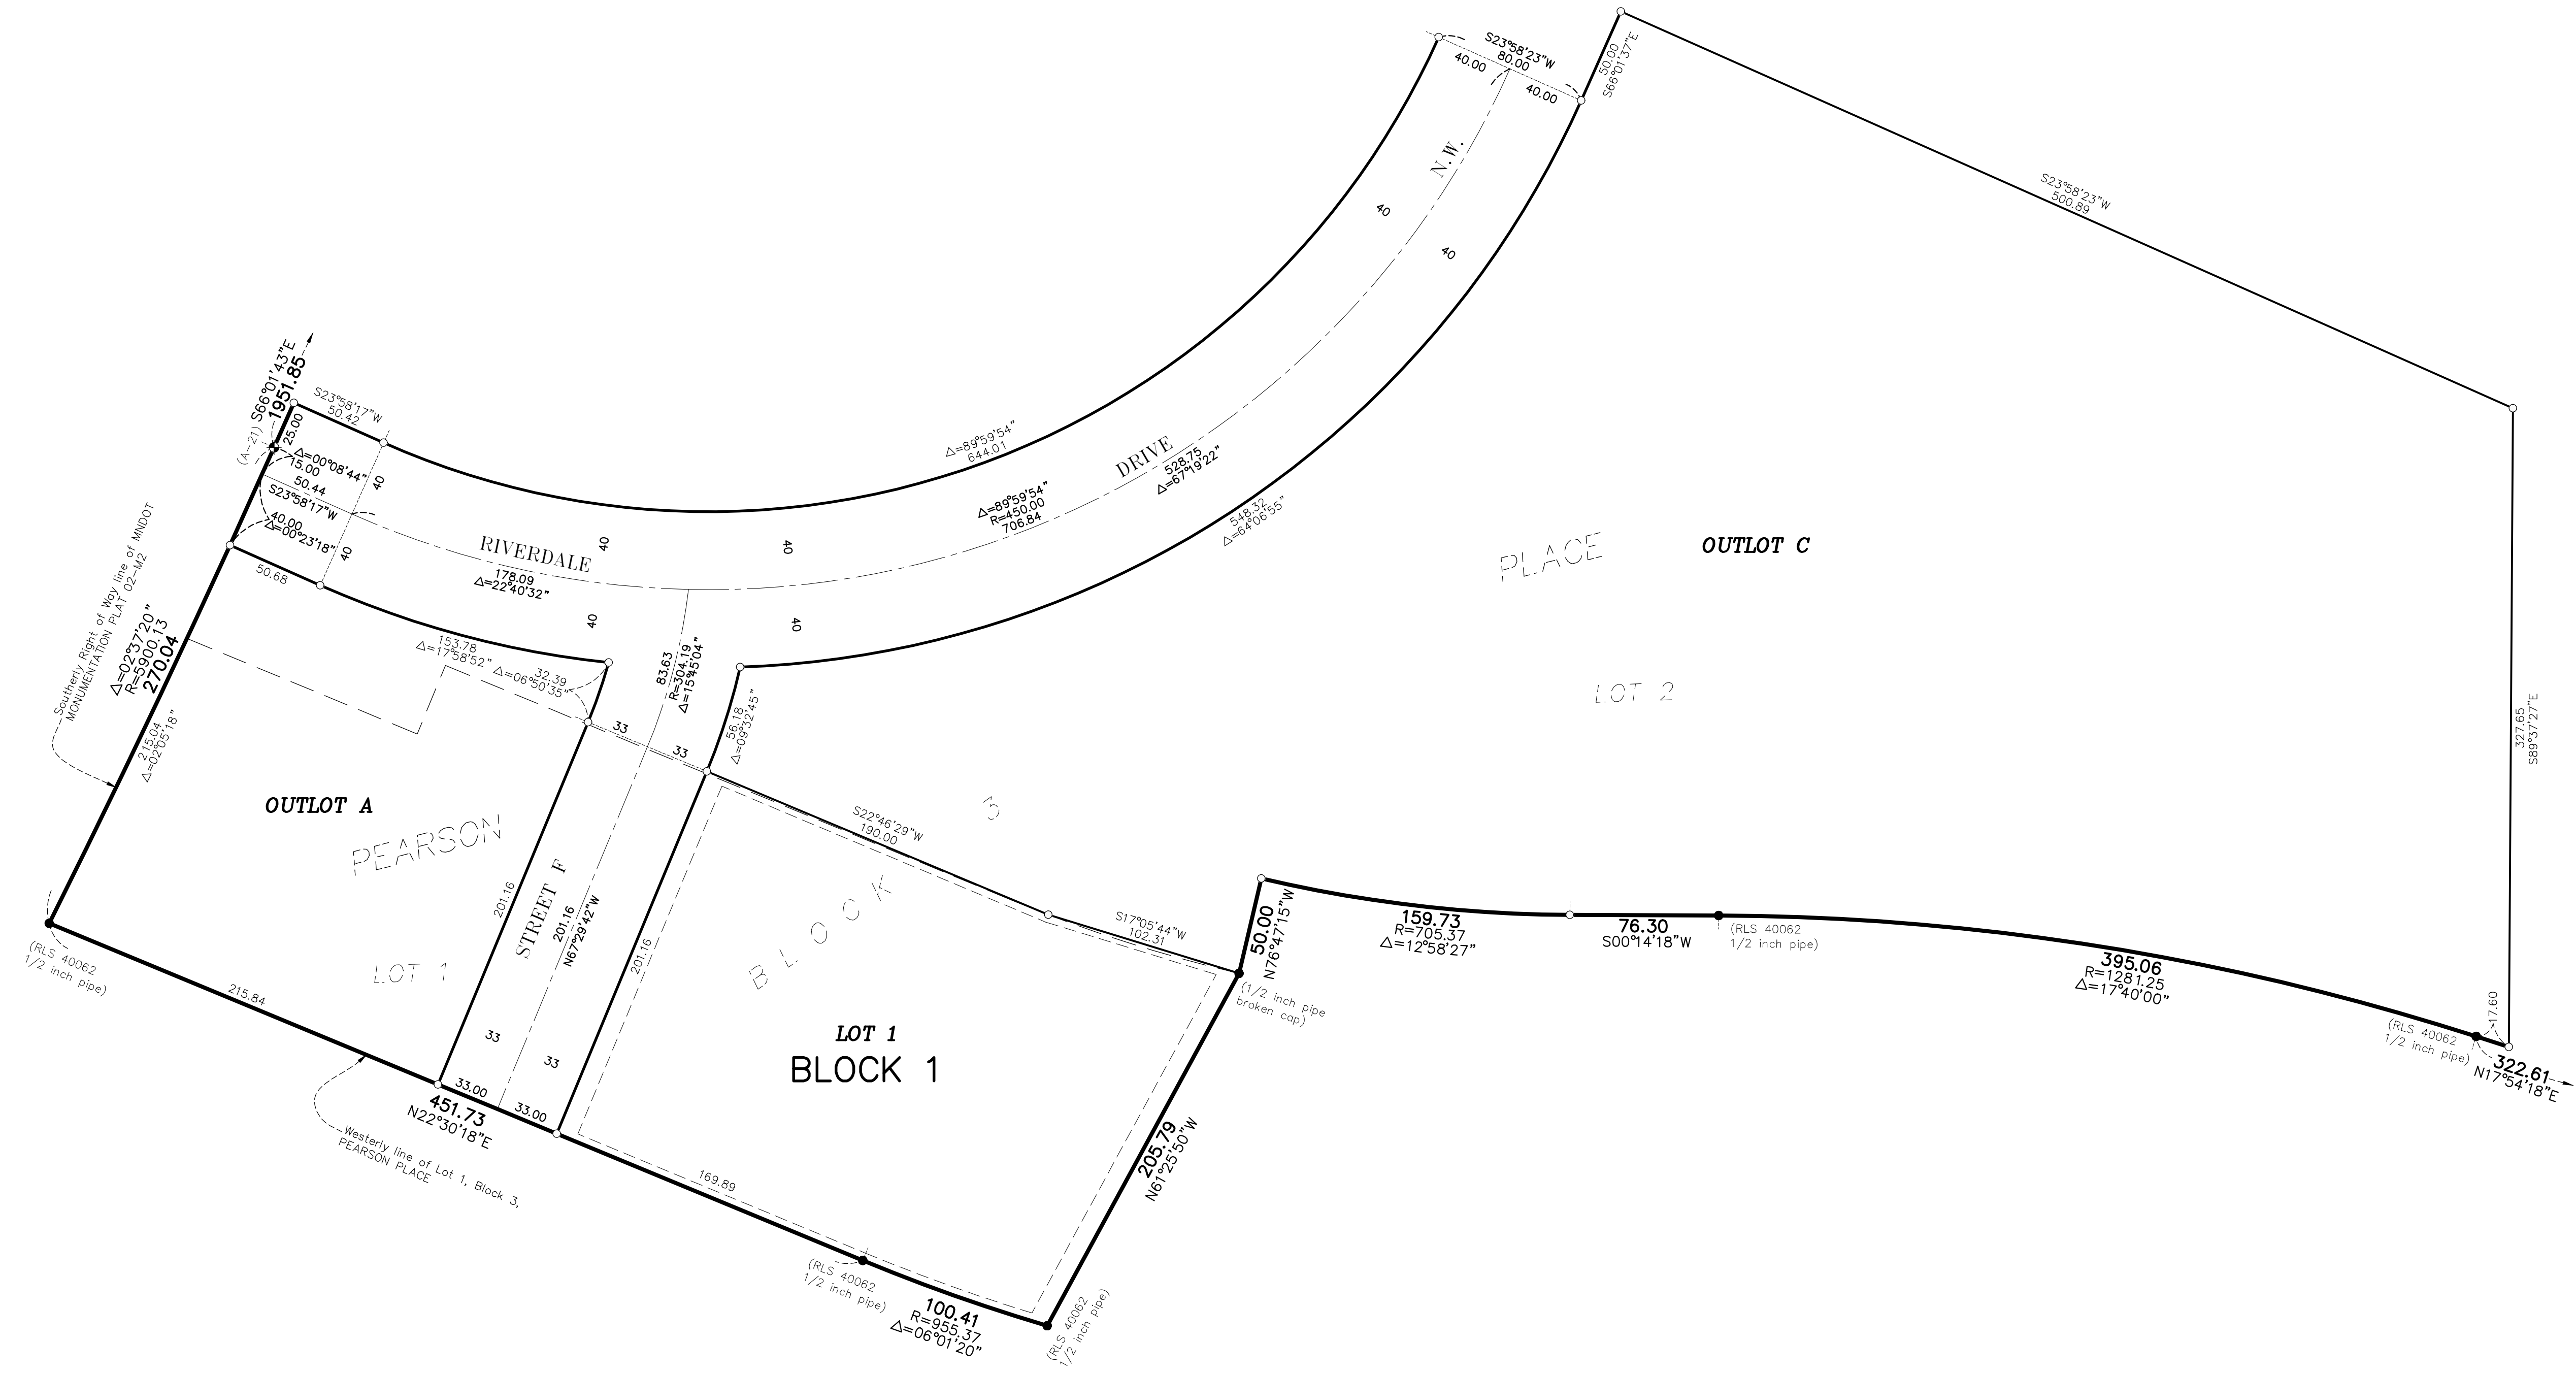 S23°58'23"W
80.00
40.00
40.00
50.00
S66°01'37"E
N.W.
40
40
S23°58'23"W
500.89
S66°01'43"E
1951.85
(A-21)
25.00
S23°58'17"W
50.42
Δ=00°08'44"
15.00
50.44
S23°58'17"W
40.00
Δ=00°23'18"
40
40
50.68
RIVERDALE
178.09
Δ=22°40'32"
40
40
40
40
Δ=89°59'54"
644.01
Δ=89°59'54"
R=450.00
706.84
DRIVE
528.75
Δ=67°19'22"
548.32
Δ=64°06'55"
PLACE
OUTLOT C
LOT 2
327.65
S89°37'27"E
Southerly Right of Way line of MNDOT
MONUMENTATION PLAT 02-M2
Δ=02°37'20"
R=5900.13
270.04
215.04
Δ=02°05'18"
153.78
Δ=17°58'52"
32.39
Δ=06°50'35"
83.63
R=304.19
Δ=15°45'04"
56.18
Δ=09°32'45"
33
33
OUTLOT A
PEARSON
LOT 1
201.16
STREET F
201.16
N67°29'42"W
201.16
33
33
S22°46'29"W
190.00
3
BLOCK
S17°05'44"W
102.31
50.00
N76°47'15"W
(1/2 inch pipe
broken cap)
159.73
R=705.37
Δ=12°58'27"
76.30
S00°14'18"W
(RLS 40062
1/2 inch pipe)
395.06
R=1281.25
Δ=17°40'00"
(RLS 40062
1/2 inch pipe)
17.60
322.61
N17°54'18"E
(RLS 40062
1/2 inch pipe)
215.84
33.00
33.00
451.73
N22°30'18"E
Westerly line of Lot 1, Block 3,
PEARSON PLACE
LOT 1
BLOCK 1
205.79
N61°25'50"W
169.89
(RLS 40062
1/2 inch pipe)
100.41
R=955.37
Δ=06°01'20"
(RLS 40062
1/2 inch pipe)